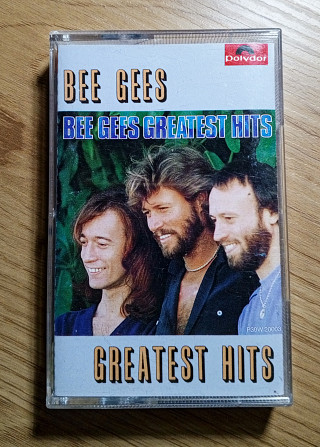 polydor
BEE GEES
BEE GEES GREATEST HITS
GREATEST HITS